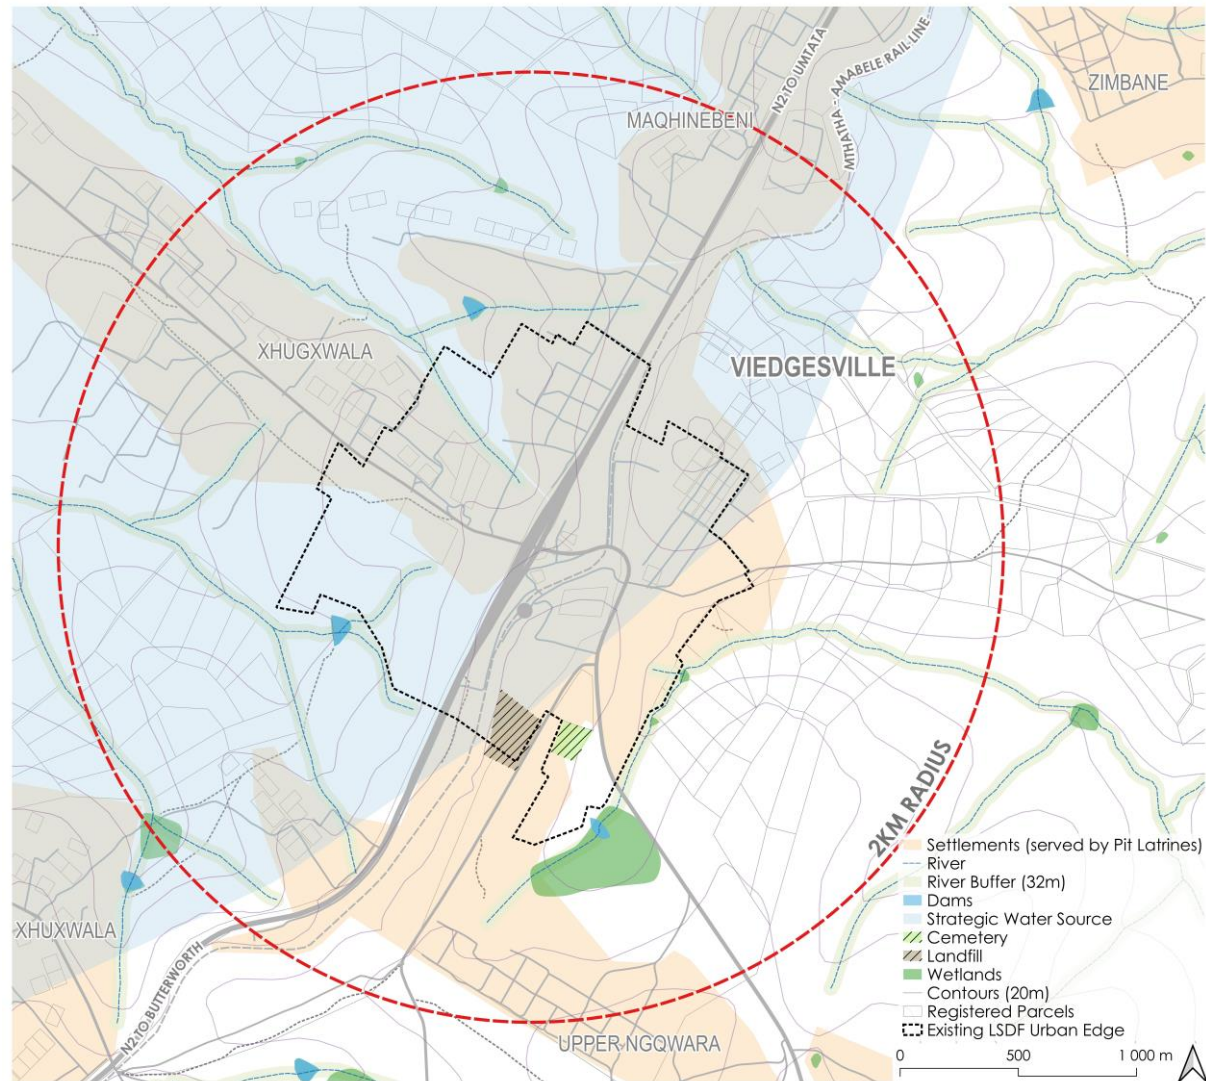 ZIMBANE
N2 TO UMTATA
MTHATHA - AMABELE RAIL LINE
MAQHINEBENI
XHUGXWALA
VIEDGESVILLE
2KM RADIUS
XHUXWALA
N2 TO BUTTERWORTH
UPPER NGQWARA
Settlements (served by Pit Latrines)
River
River Buffer (32m)
Dams
Strategic Water Source
Cemetery
Landfill
Wetlands
Contours (20m)
Registered Parcels
Existing LSDF Urban Edge
0 500 1 000 m